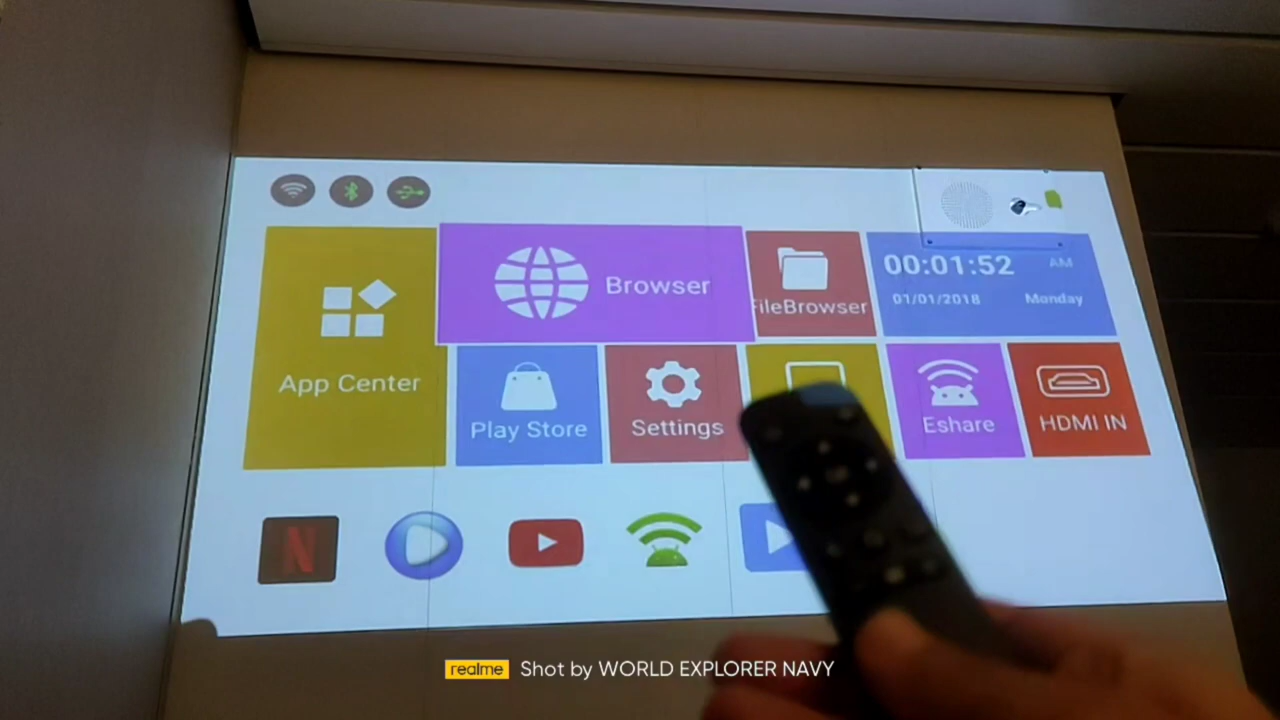 Browser
FileBrowser
00:01:52 AM
01/01/2018 Monday
App Center
Play Store
Settings
Eshare
HDMI IN
N
realme Shot by WORLD EXPLORER NAVY